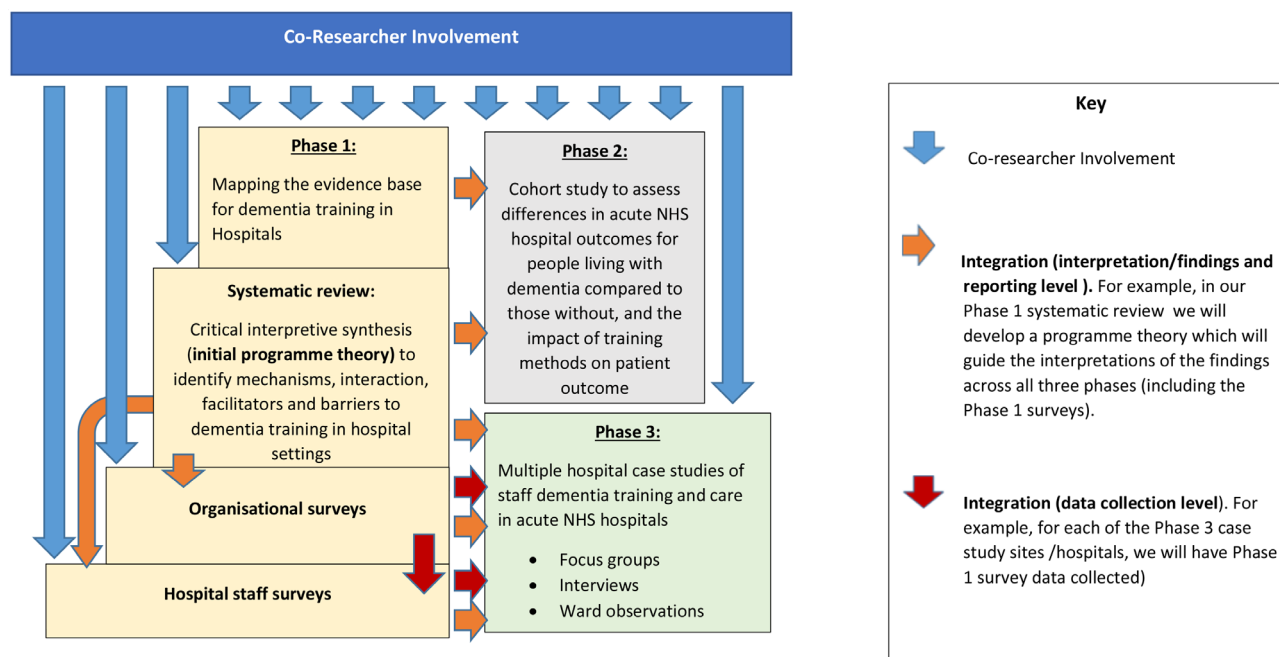 Co-Researcher Involvement
Phase 1:
Mapping the evidence base
for dementia training in
Hospitals
Systematic review:
Critical interpretive synthesis
(initial programme theory) to
identify mechanisms, interaction,
facilitators and barriers to
dementia training in hospital
settings
Organisational surveys
Hospital staff surveys
Phase 2:
Cohort study to assess
differences in acute NHS
hospital outcomes for
people living with
dementia compared to
those without, and the
impact of training
methods on patient
outcome
Phase 3:
Multiple hospital case studies of
staff dementia training and care
in acute NHS hospitals
• Focus groups
• Interviews
• Ward observations
Key
Co-researcher Involvement
Integration (interpretation/findings and
reporting level ). For example, in our
Phase 1 systematic review we will
develop a programme theory which will
guide the interpretations of the findings
across all three phases (including the
Phase 1 surveys).
Integration (data collection level). For
example, for each of the Phase 3 case
study sites /hospitals, we will have Phase
1 survey data collected)